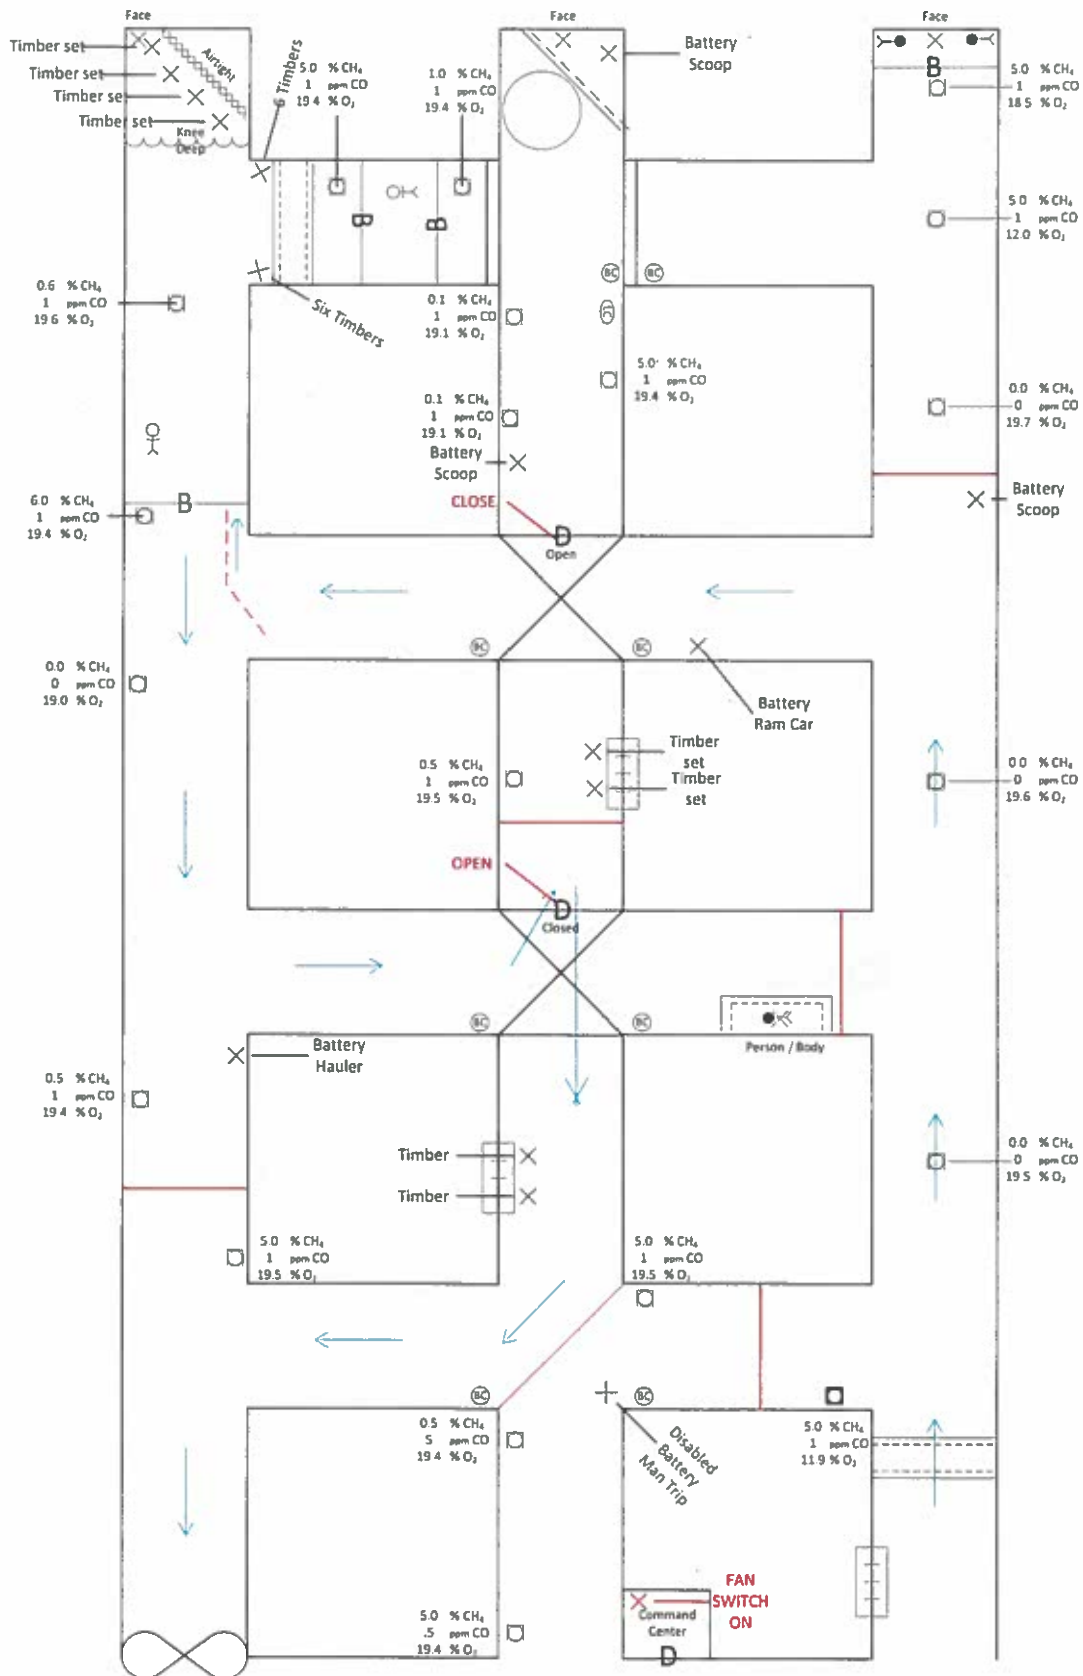 Face
Face
Face
Timber set
Timber set
Timber se
Timber set
Airtight
Knee
Deep
6 Timbers
5.0 % CH₄
1 ppm CO
19.4 % O₂
1.0 % CH₄
1 ppm CO
19.4 % O₂
Battery
Scoop
B
5.0 % CH₄
1 ppm CO
18.5 % O₂
5.0 % CH₄
1 ppm CO
12.0 % O₂
B
B
BC
BC
0.6 % CH₄
1 ppm CO
19.6 % O₂
Six Timbers
0.1 % CH₄
1 ppm CO
19.1 % O₂
5.0 % CH₄
1 ppm CO
19.4 % O₂
0.1 % CH₄
1 ppm CO
19.1 % O₂
0.0 % CH₄
0 ppm CO
19.7 % O₂
Battery
Scoop
Battery
Scoop
6.0 % CH₄
1 ppm CO
19.4 % O₂
B
CLOSE
D
Open
BC
BC
0.0 % CH₄
0 ppm CO
19.0 % O₂
Battery
Ram Car
0.5 % CH₄
1 ppm CO
19.5 % O₂
Timber
set
Timber
set
0.0 % CH₄
0 ppm CO
19.6 % O₂
OPEN
D
Closed
BC
BC
Person / Body
Battery
Hauler
0.5 % CH₄
1 ppm CO
19 4 % O₂
Timber
Timber
0.0 % CH₄
0 ppm CO
19 5 % O₂
5.0 % CH₄
1 ppm CO
19.5 % O₂
5.0 % CH₄
1 ppm CO
19.5 % O₂
BC
BC
0.5 % CH₄
5 ppm CO
19.4 % O₂
Disabled
Battery
Man Trip
5.0 % CH₄
1 ppm CO
11.9 % O₂
FAN
SWITCH
ON
Command
Center
D
5.0 % CH₄
.5 ppm CO
19.4 % O₂